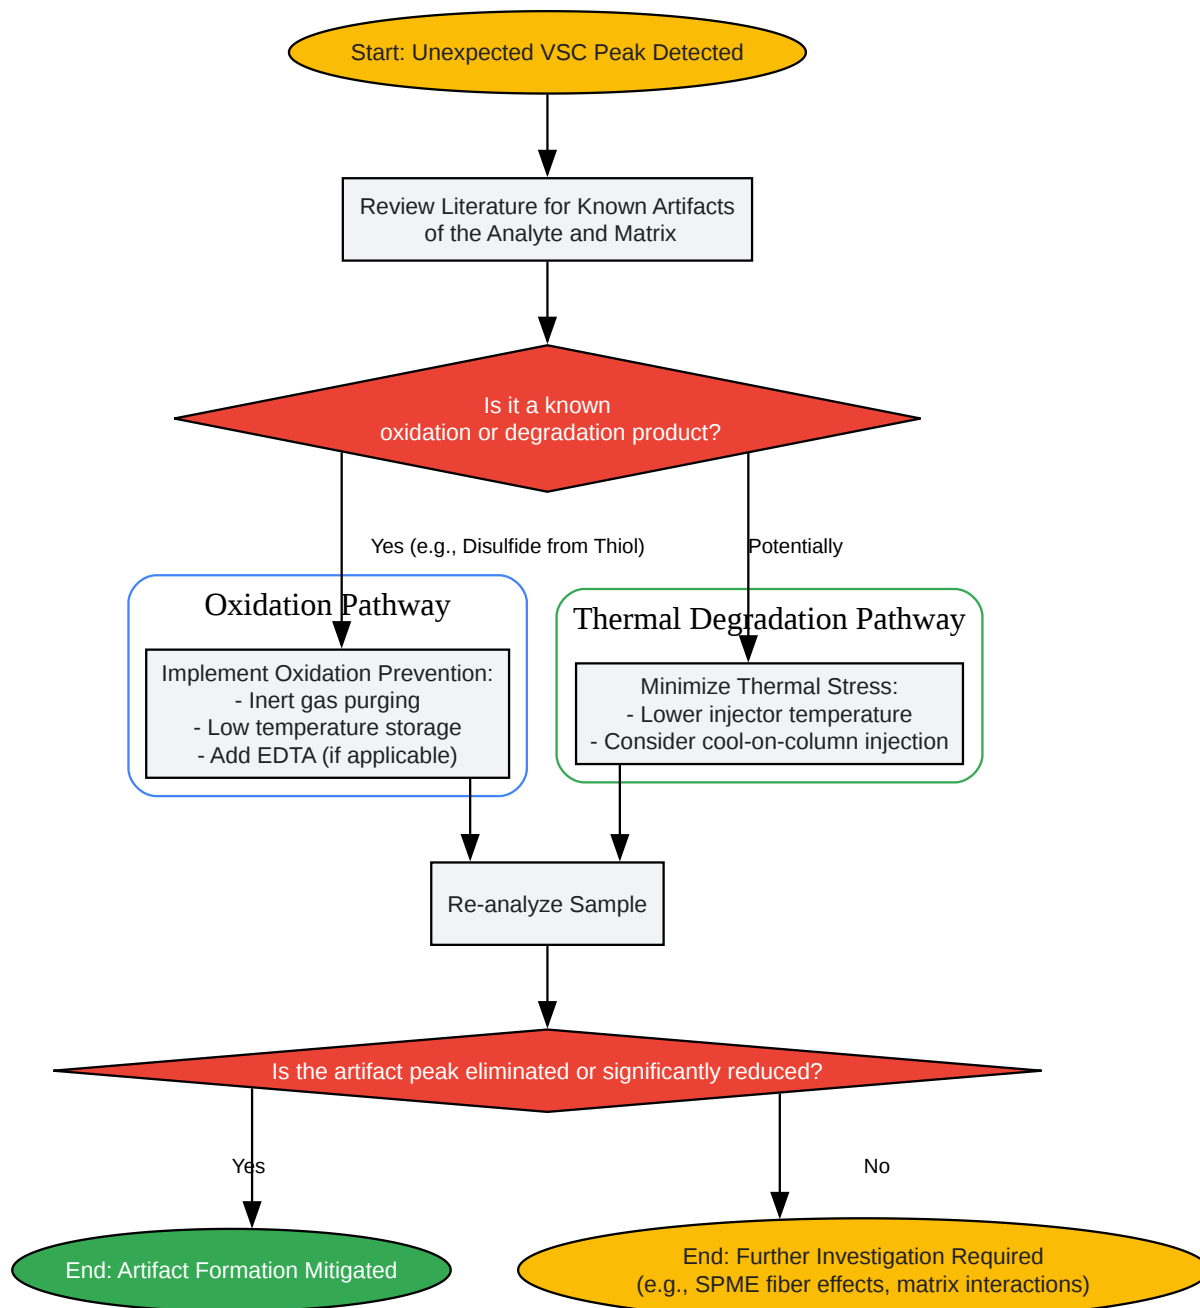 Start: Unexpected VSC Peak Detected
Review Literature for Known Artifacts
of the Analyte and Matrix
Is it a known
oxidation or degradation product?
Yes (e.g., Disulfide from Thiol)
Potentially
Oxidation Pathway
Thermal Degradation Pathway
Implement Oxidation Prevention:
- Inert gas purging
- Low temperature storage
- Add EDTA (if applicable)
Minimize Thermal Stress:
- Lower injector temperature
- Consider cool-on-column injection
Re-analyze Sample
Is the artifact peak eliminated or significantly reduced?
Yes
No
End: Artifact Formation Mitigated
End: Further Investigation Required
(e.g., SPME fiber effects, matrix interactions)